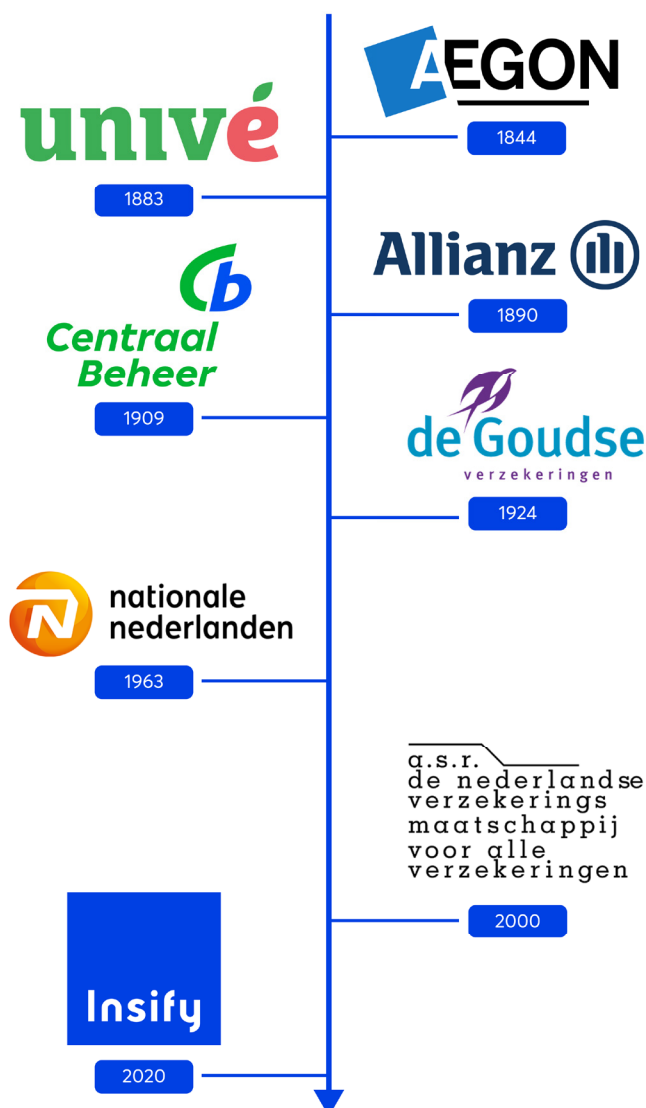 AEGON
1844
univé
1883
Allianz
1890
Cb
Centraal
Beheer
1909
de Goudse
verzekeringen
1924
N
nationale
nederlanden
1963
a.s.r.
de nederlandse
verzekerings
maatschappij
voor alle
verzekeringen
2000
Insify
2020